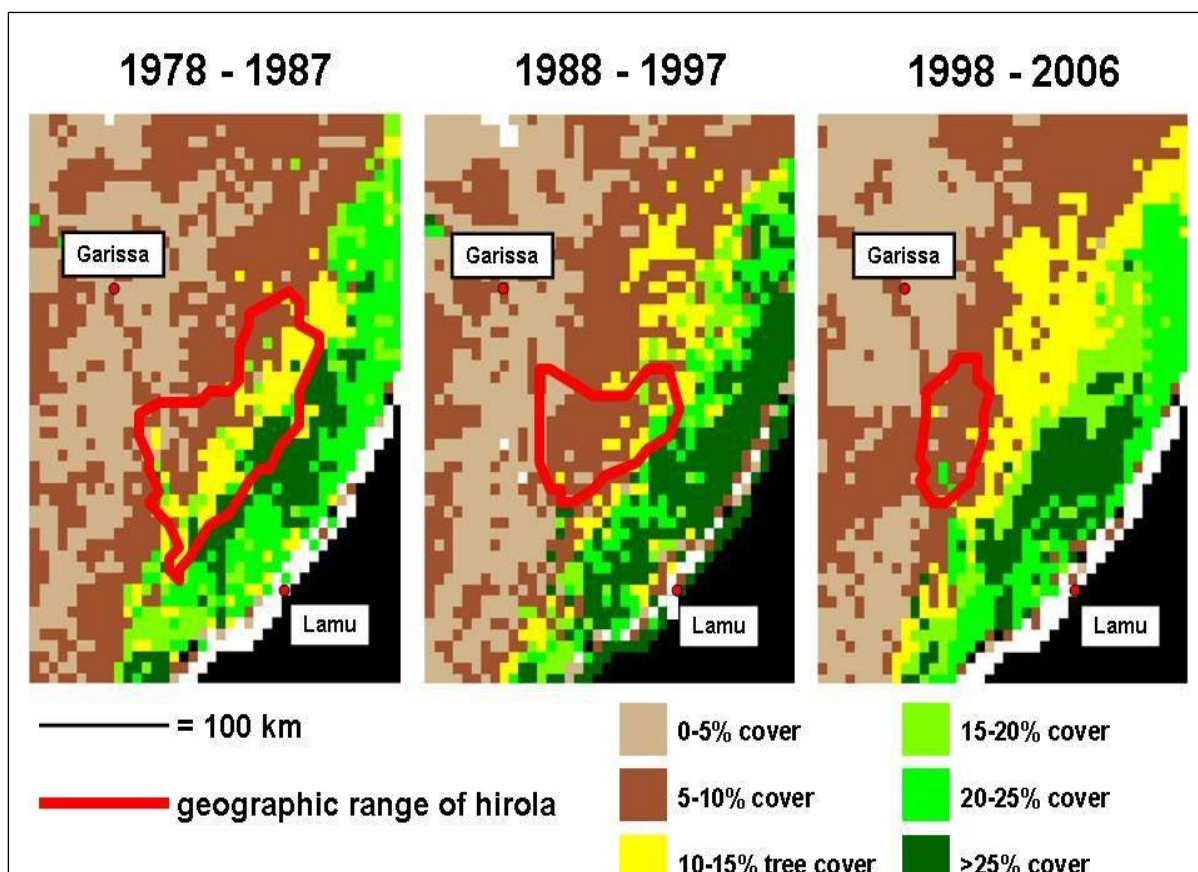 1978 - 1987
1988 - 1997
1998 - 2006
Garissa
Garissa
Garissa
Lamu
Lamu
Lamu
= 100 km
geographic range of hirola
0-5% cover
5-10% cover
10-15% tree cover
15-20% cover
20-25% cover
>25% cover